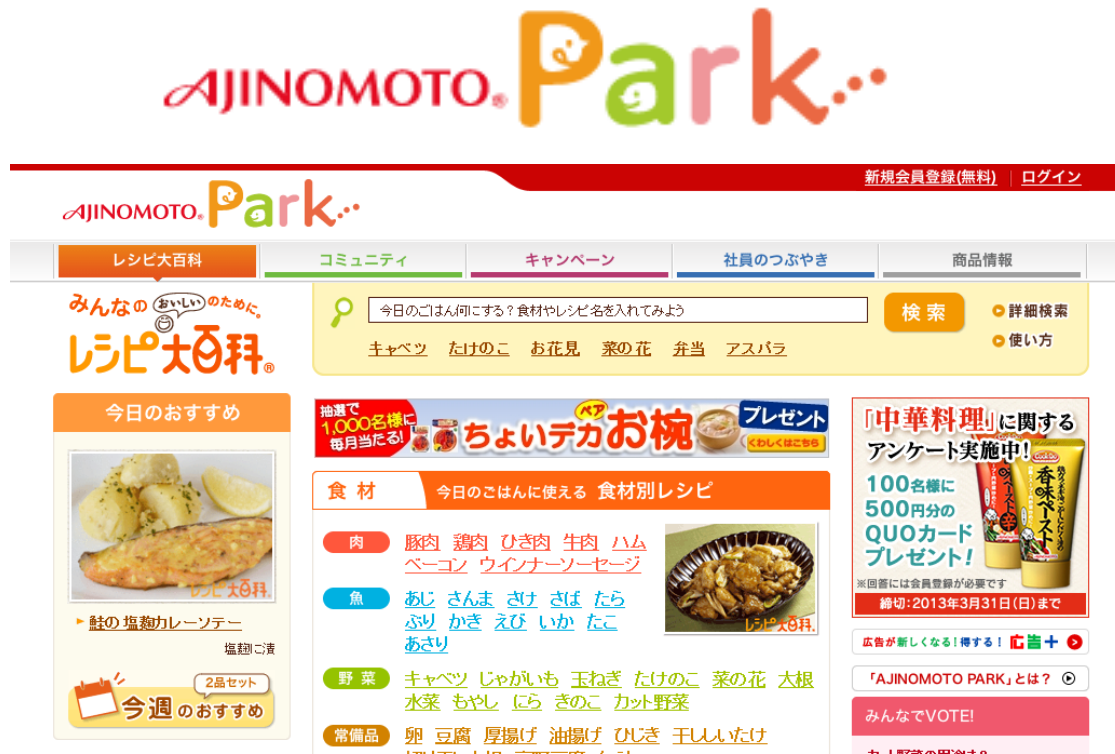 AJINOMOTO® Park
新規会員登録(無料) | ログイン
AJINOMOTO® Park
レシピ大百科 コミュニティ キャンペーン 社員のつぶやき 商品情報
みんなの おいしい のために。
レシピ大百科®
今日のごはん何にする?食材やレシピ名を入れてみよう
検索
詳細検索
使い方
キャベツ たけのこ お花見 菜の花 弁当 アスパラ
今日のおすすめ
レシピ大百科
鮭の塩麹カレーソテー
塩麹に漬
2品セット
今週のおすすめ
抽選で
1,000名様に
毎月当たる!
ちょいデカ ペア お椀
プレゼント
くわしくはこちら
食材 今日のごはんに使える 食材別レシピ
肉 豚肉 鶏肉 ひき肉 牛肉 ハム
ベーコン ウインナーソーセージ
魚 あじ さんま さけ さば たら
ぶり かき えび いか たこ
あさり
レシピ大百科
野菜 キャベツ じゃがいも 玉ねぎ たけのこ 菜の花 大根
水菜 もやし にら きのこ カット野菜
常備品 卵 豆腐 厚揚げ 油揚げ ひじき 干ししいたけ
「中華料理」に関する
アンケート実施中!
100名様に
500円分の
QUOカード
プレゼント!
CookDo
香味ペースト
※回答には会員登録が必要です
締切:2013年3月31日(日)まで
広告が新しくなる!得する! 広告+
「AJINOMOTO PARK」とは?
みんなでVOTE!